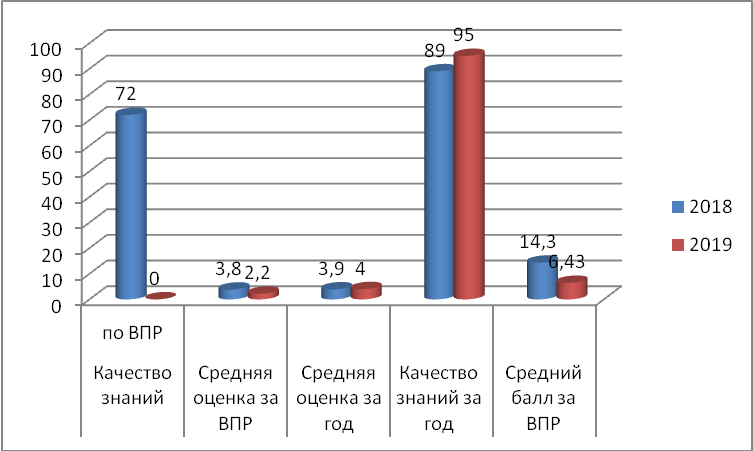 100
90
80
70
60
50
40
30
20
10
0
72
0
3,8
2,2
3,9
4
89
95
14,3
6,43
по ВПР
Качество
знаний
Средняя
оценка за
ВПР
Средняя
оценка за
год
Качество
знаний за
год
Средний
балл за
ВПР
2018
2019